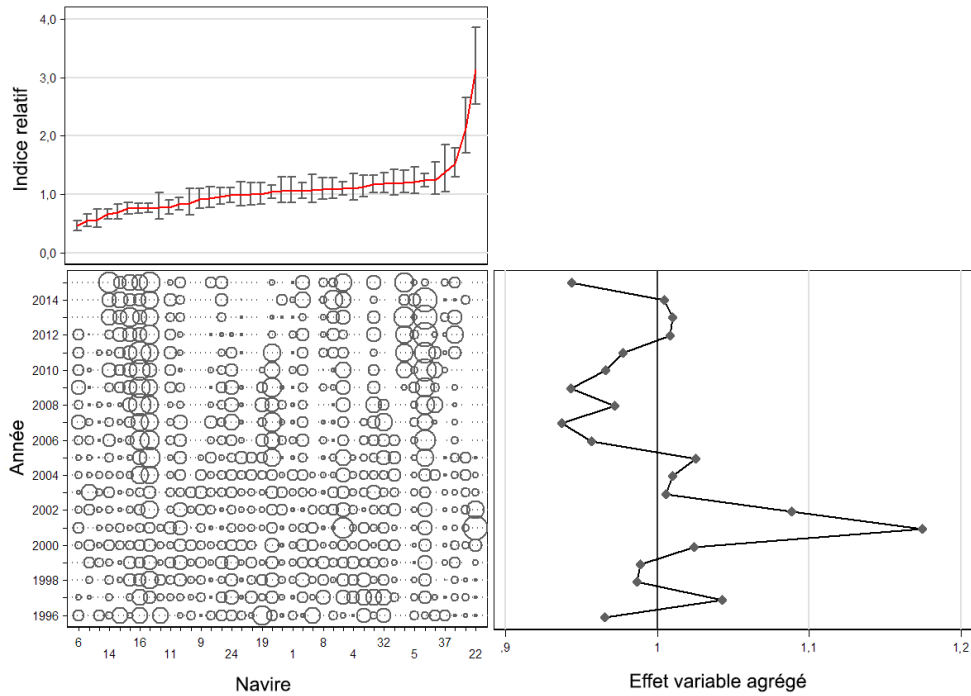 4,0
3,0
2,0
1,0
0,0
Indice relatif
2014
2012
2010
2008
2006
2004
2002
2000
1998
1996
Année
6 16 9 19 8 32 37
14 11 24 1 4 5 22
Navire
,9 1 1,1 1,2
Effet variable agrégé